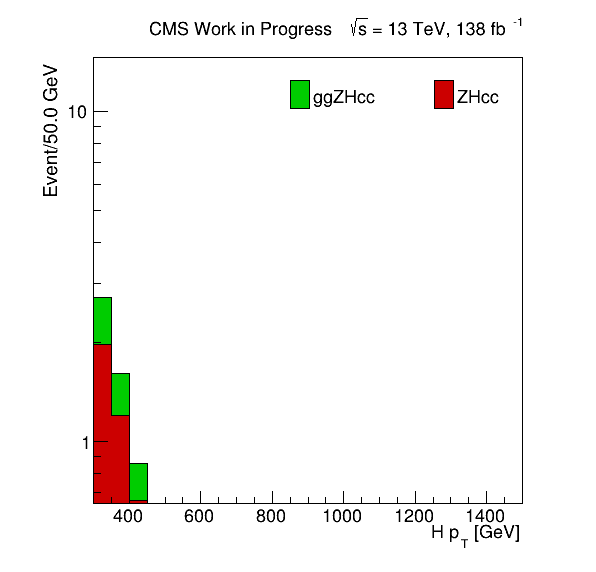 CMS Work in Progress √s = 13 TeV, 138 fb⁻¹
Event/50.0 GeV
ggZHcc ZHcc
10
1
400 600 800 1000 1200 1400
H p_T [GeV]